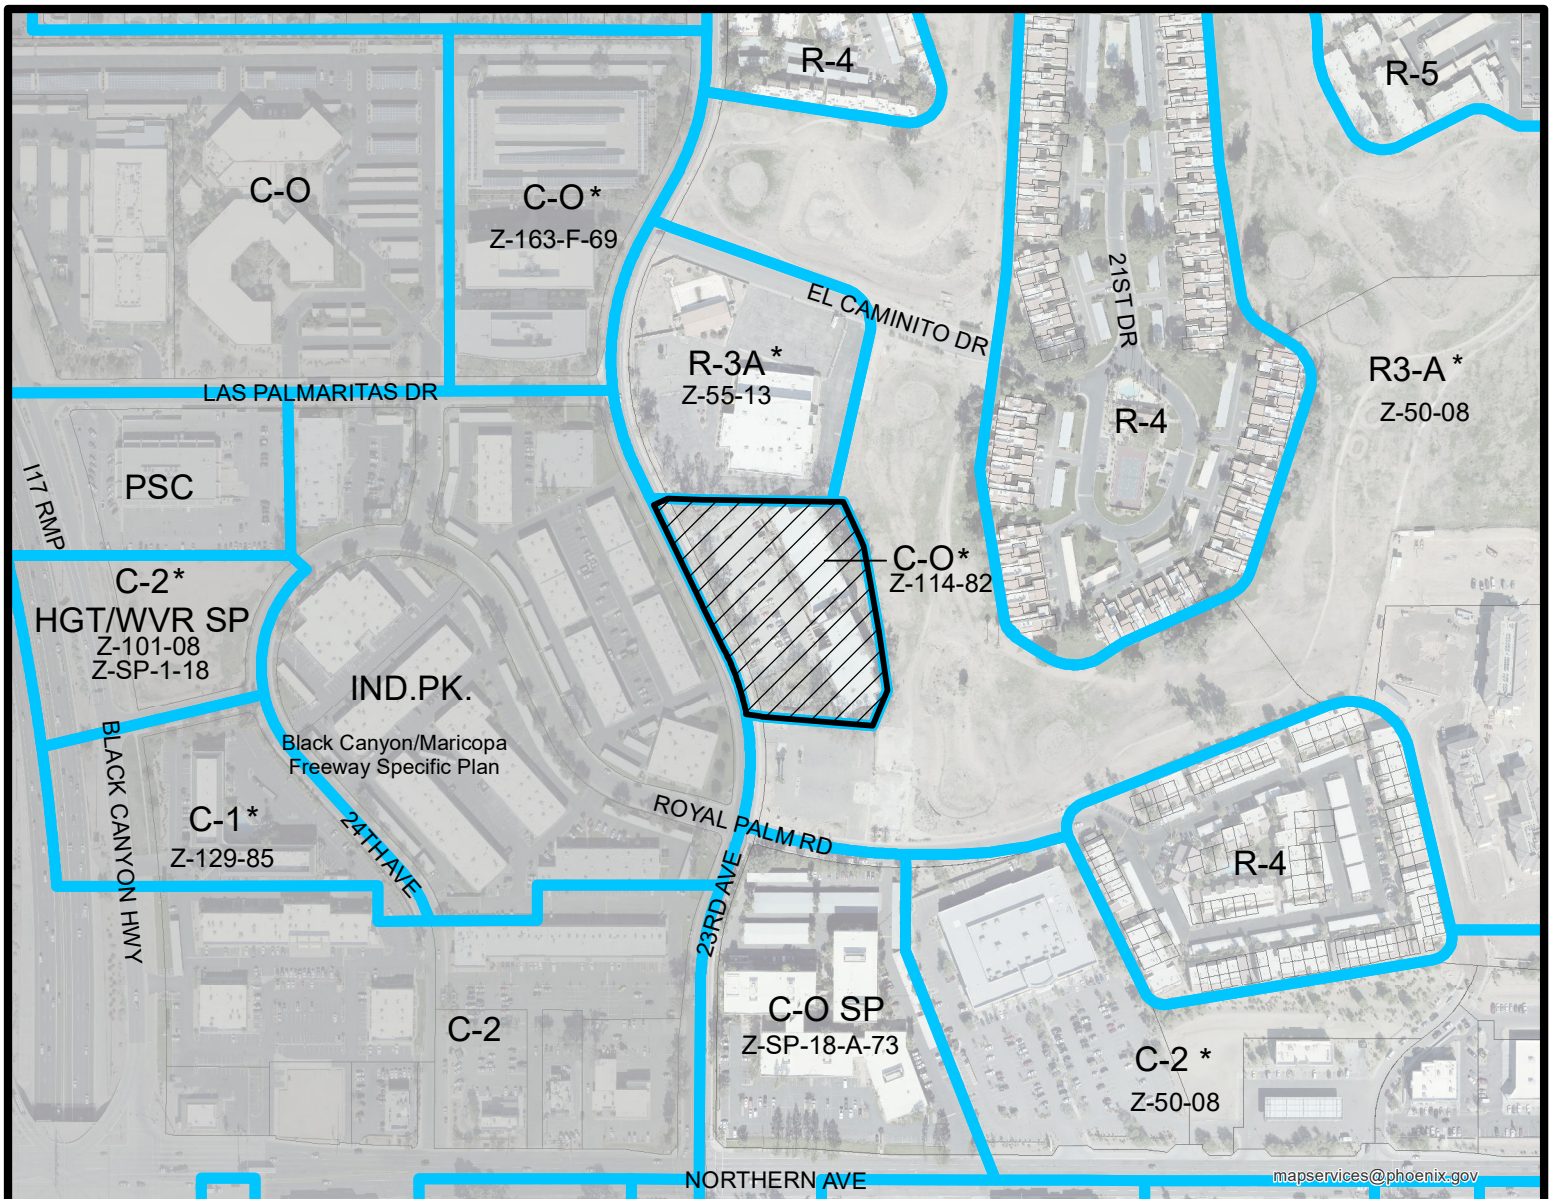 R-4
R-5
C-O
C-O*
Z-163-F-69
21ST DR
EL CAMINITO DR
R-3A*
Z-55-13
R3-A *
Z-50-08
LAS PALMARITAS DR
R-4
I17 RMP
PSC
C-O*
Z-114-82
C-2*
HGT/WVR SP
Z-101-08
Z-SP-1-18
IND.PK.
Black Canyon/Maricopa
Freeway Specific Plan
BLACK CANYON HWY
C-1*
Z-129-85
24TH AVE
ROYAL PALM RD
23RD AVE
R-4
C-2
C-O SP
Z-SP-18-A-73
C-2 *
Z-50-08
NORTHERN AVE
mapservices@phoenix.gov